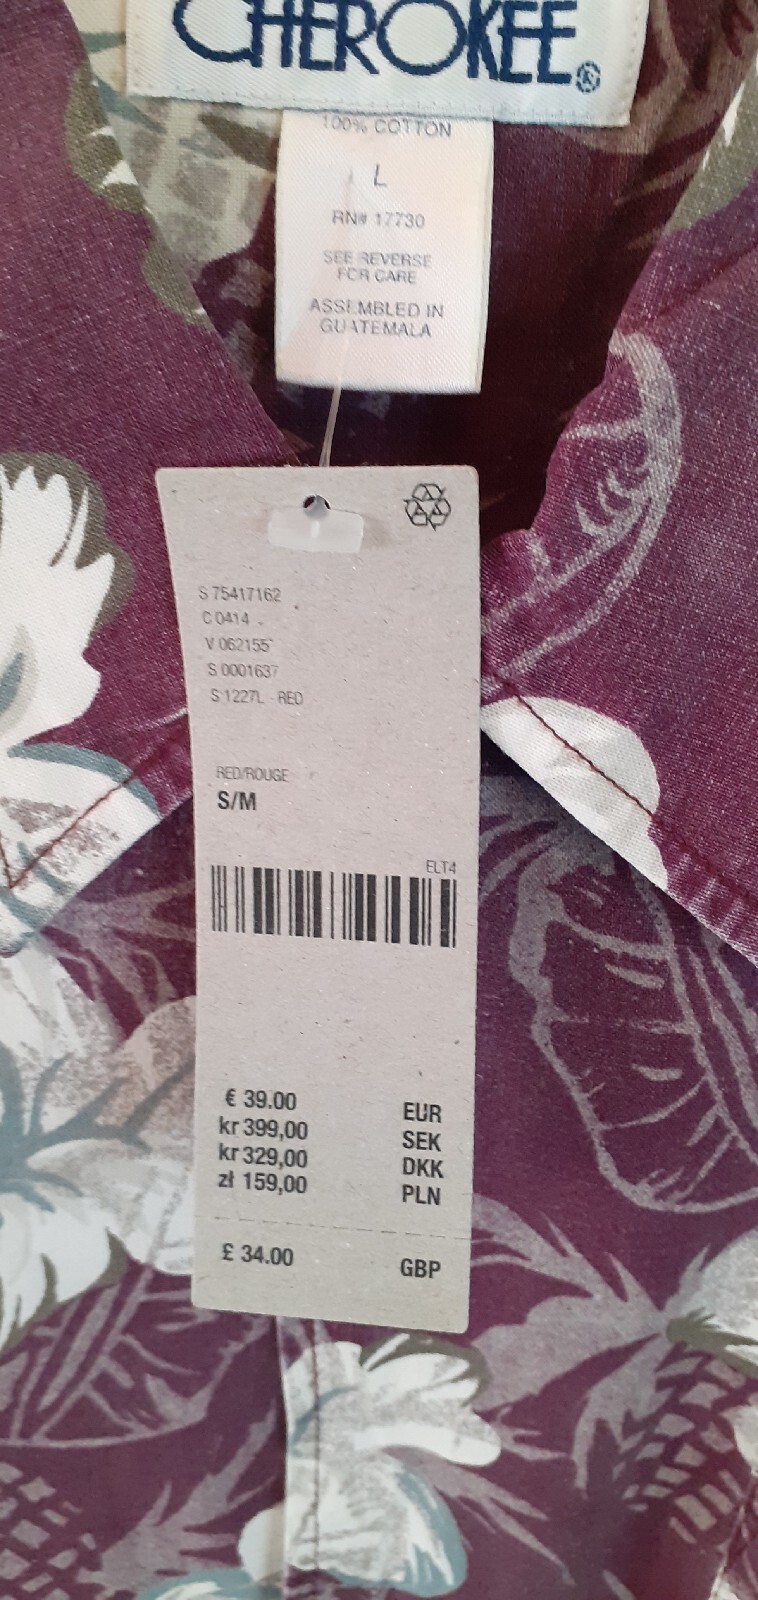 CHEROKEE®
100% COTTON
L
RN# 17730
SEE REVERSE
FOR CARE
ASSEMBLED IN
GUATEMALA
S 75417162
C 0414
V 062155
S 0001637
S 1227L - RED
RED/ROUGE
S/M
ELT4
€ 39.00 EUR
kr 399,00 SEK
kr 329,00 DKK
zł 159,00 PLN
£ 34.00 GBP